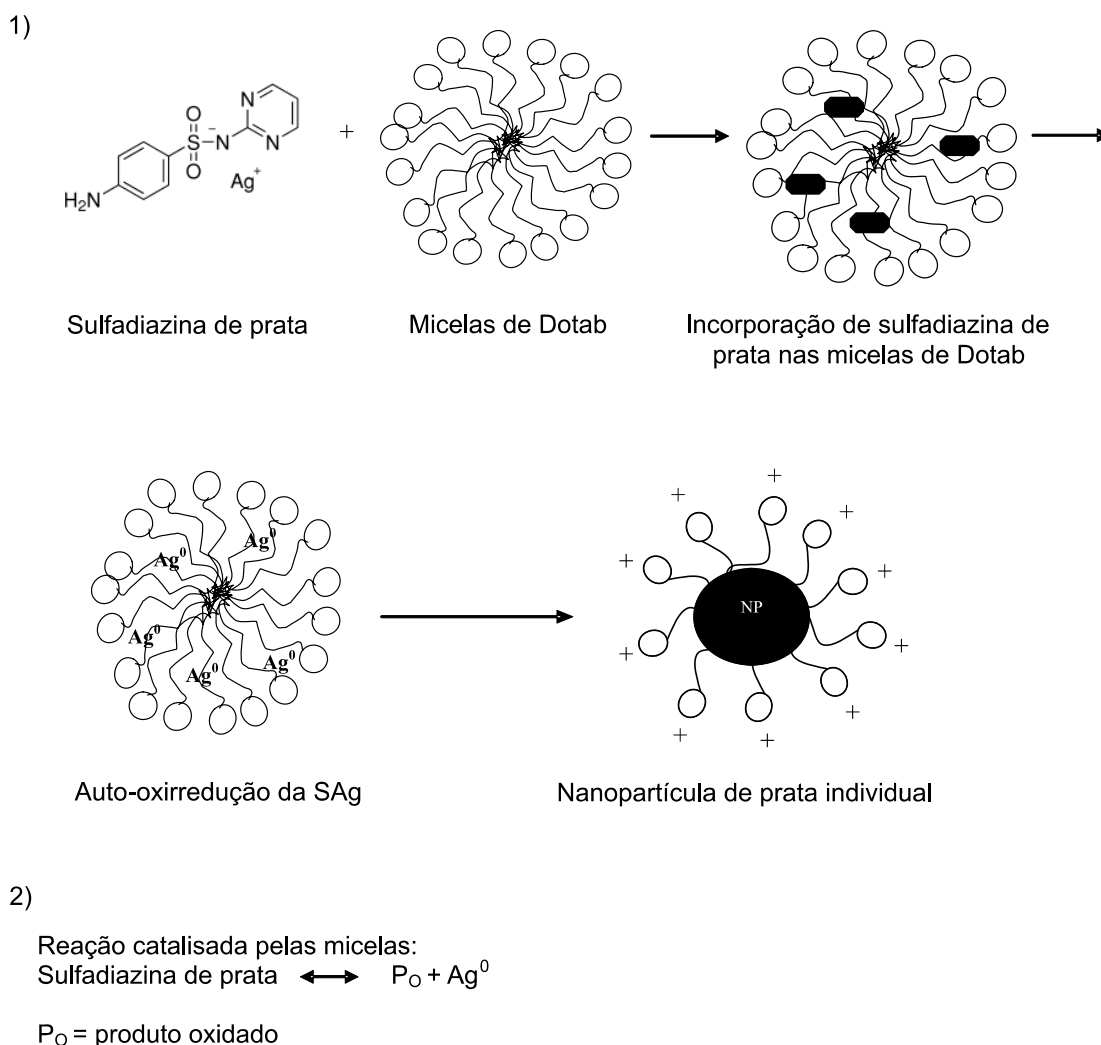 1)
O
N
S
−
N
N
O
Ag⁺
H₂N
+
Sulfadiazina de prata
Micelas de Dotab
Incorporação de sulfadiazina de
prata nas micelas de Dotab
Ag⁰
Ag⁰
Ag⁰
Ag⁰
Ag⁰
Auto-oxirredução da SAg
+
+
+
+
+
+
+
+
+
+
+
NP
Nanopartícula de prata individual
2)
Reação catalisada pelas micelas:
Sulfadiazina de prata ⟷ P_O + Ag⁰
P_O = produto oxidado